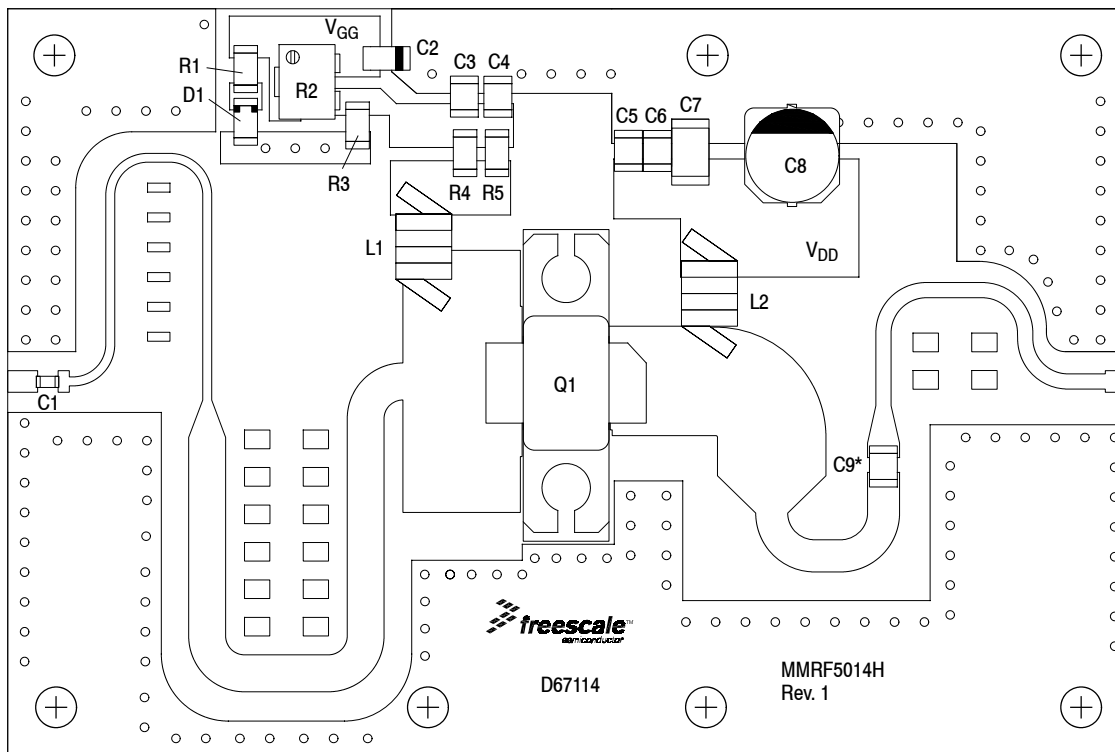 VGG
C2
R1
R2
C3 C4
D1
C5 C6 C7
C8
R3
R4 R5
L1
VDD
L2
Q1
C1
C9*
freescale™
semiconductor
D67114
MMRF5014H
Rev. 1